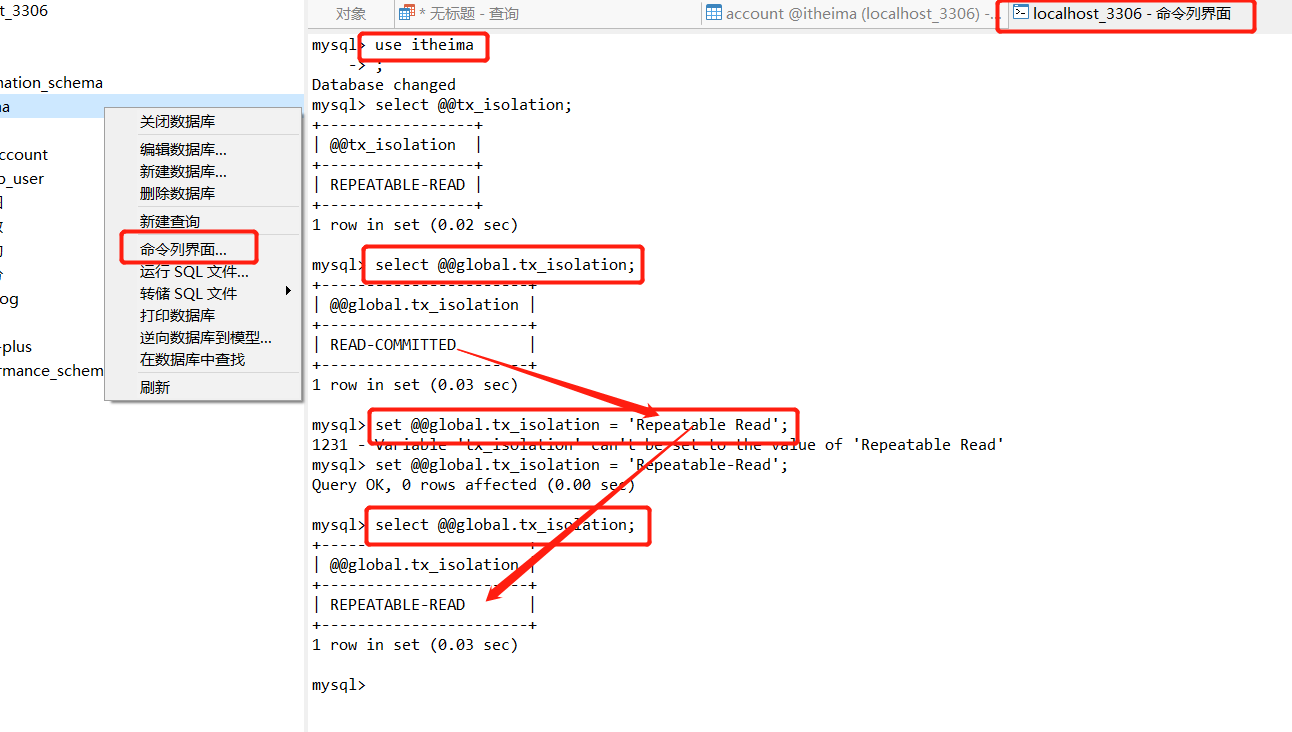 t_3306
对象
* 无标题 - 查询
account @itheima (localhost_3306) -...
localhost_3306 - 命令列界面
nation_schema
na
ccount
o_user
og
-plus
rmance_schem
关闭数据库
编辑数据库...
新建数据库...
删除数据库
新建查询
命令列界面...
运行 SQL 文件...
转储 SQL 文件
打印数据库
逆向数据库到模型...
在数据库中查找
刷新
mysql> use itheima
    -> ;
Database changed
mysql> select @@tx_isolation;
+-----------------+
| @@tx_isolation  |
+-----------------+
| REPEATABLE-READ |
+-----------------+
1 row in set (0.02 sec)
mysql> select @@global.tx_isolation;
+-----------------------+
| @@global.tx_isolation |
+-----------------------+
| READ-COMMITTED        |
+-----------------------+
1 row in set (0.03 sec)
mysql> set @@global.tx_isolation = 'Repeatable Read';
1231 - Variable 'tx_isolation' can't be set to the value of 'Repeatable Read'
mysql> set @@global.tx_isolation = 'Repeatable-Read';
Query OK, 0 rows affected (0.00 sec)
mysql> select @@global.tx_isolation;
+-----------------------+
| @@global.tx_isolation |
+-----------------------+
| REPEATABLE-READ       |
+-----------------------+
1 row in set (0.03 sec)
mysql>